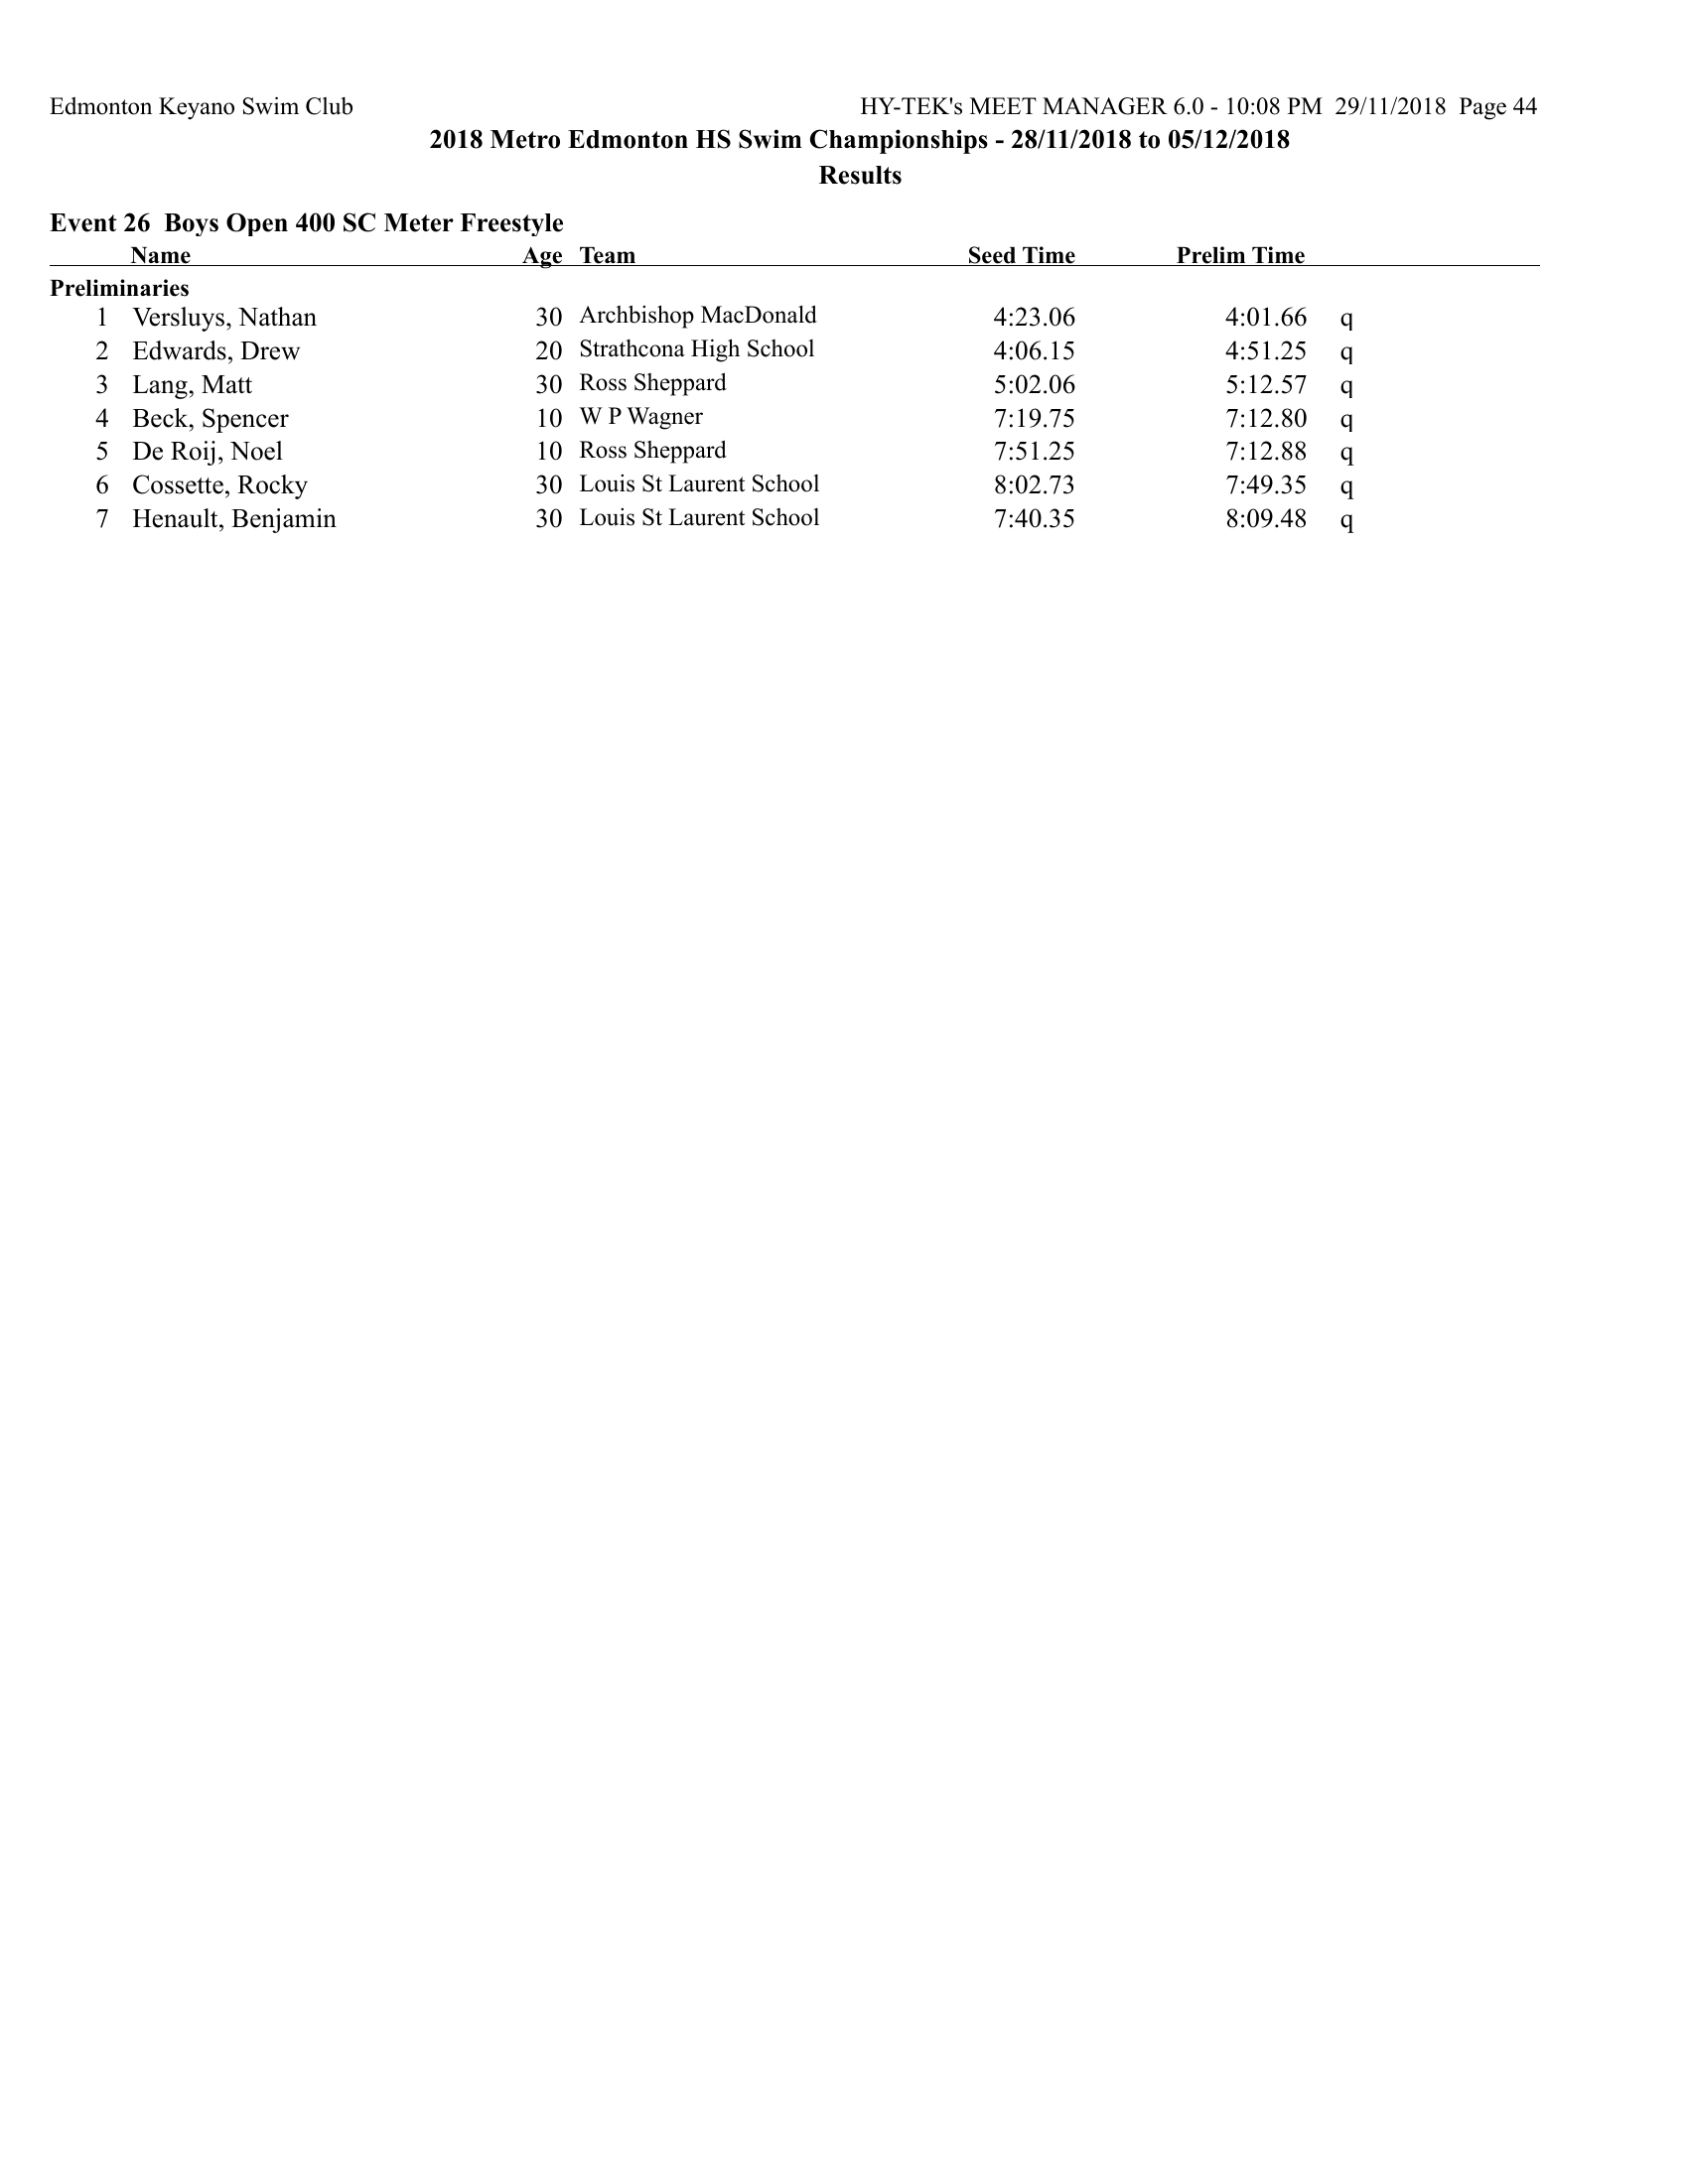 Edmonton Keyano Swim Club HY-TEK's MEET MANAGER 6.0 - 10:08 PM 29/11/2018 Page 44
2018 Metro Edmonton HS Swim Championships - 28/11/2018 to 05/12/2018
Results
Event 26 Boys Open 400 SC Meter Freestyle
Name Age Team Seed Time Prelim Time
Preliminaries
1 Versluys, Nathan 30 Archbishop MacDonald 4:23.06 4:01.66 q
2 Edwards, Drew 20 Strathcona High School 4:06.15 4:51.25 q
3 Lang, Matt 30 Ross Sheppard 5:02.06 5:12.57 q
4 Beck, Spencer 10 W P Wagner 7:19.75 7:12.80 q
5 De Roij, Noel 10 Ross Sheppard 7:51.25 7:12.88 q
6 Cossette, Rocky 30 Louis St Laurent School 8:02.73 7:49.35 q
7 Henault, Benjamin 30 Louis St Laurent School 7:40.35 8:09.48 q